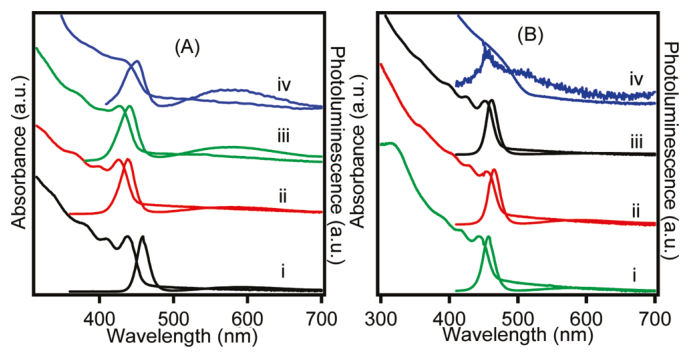 (A)
iv
iii
ii
i
Absorbance (a.u.)
Photoluminescence (a.u.)
400 500 600 700
Wavelength (nm)
(B)
iv
iii
ii
i
Absorbance (a.u.)
Photoluminescence (a.u.)
300 400 500 600 700
Wavelength (nm)